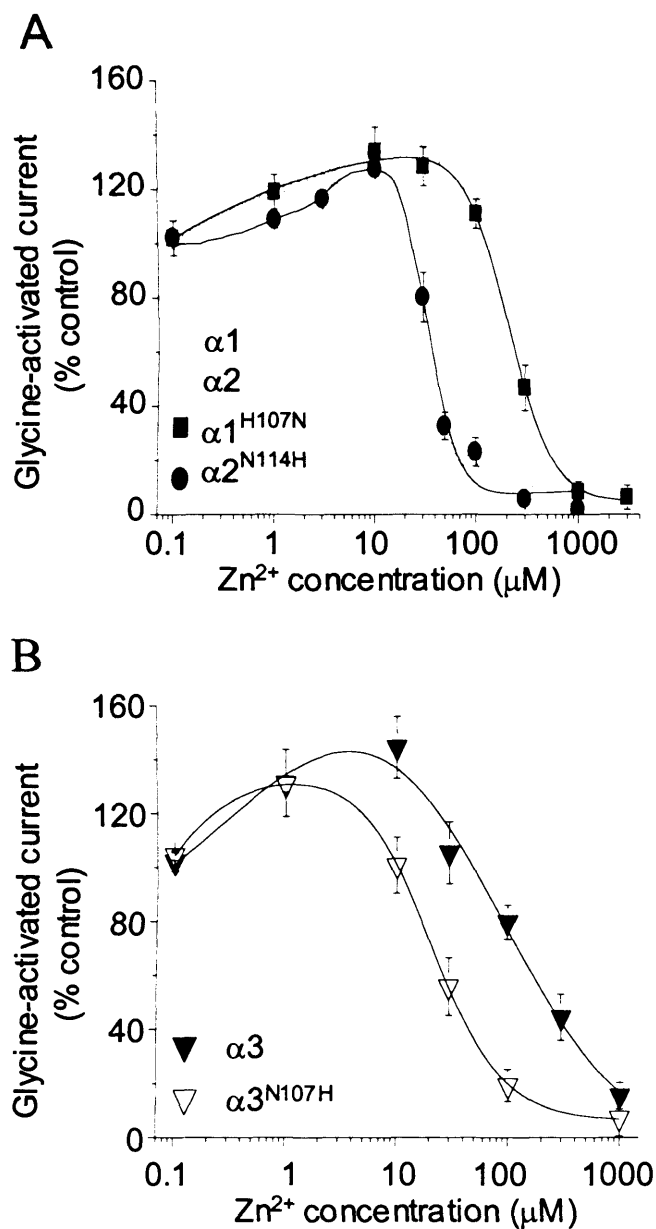 A
Glycine-activated current
(% control)
160
120
80
40
0
α1
α2
α1H107N
α2N114H
0.1 1 10 100 1000
Zn2+ concentration (μM)
B
Glycine-activated current
(% control)
160
120
80
40
0
α3
α3N107H
0.1 1 10 100 1000
Zn2+ concentration (μM)